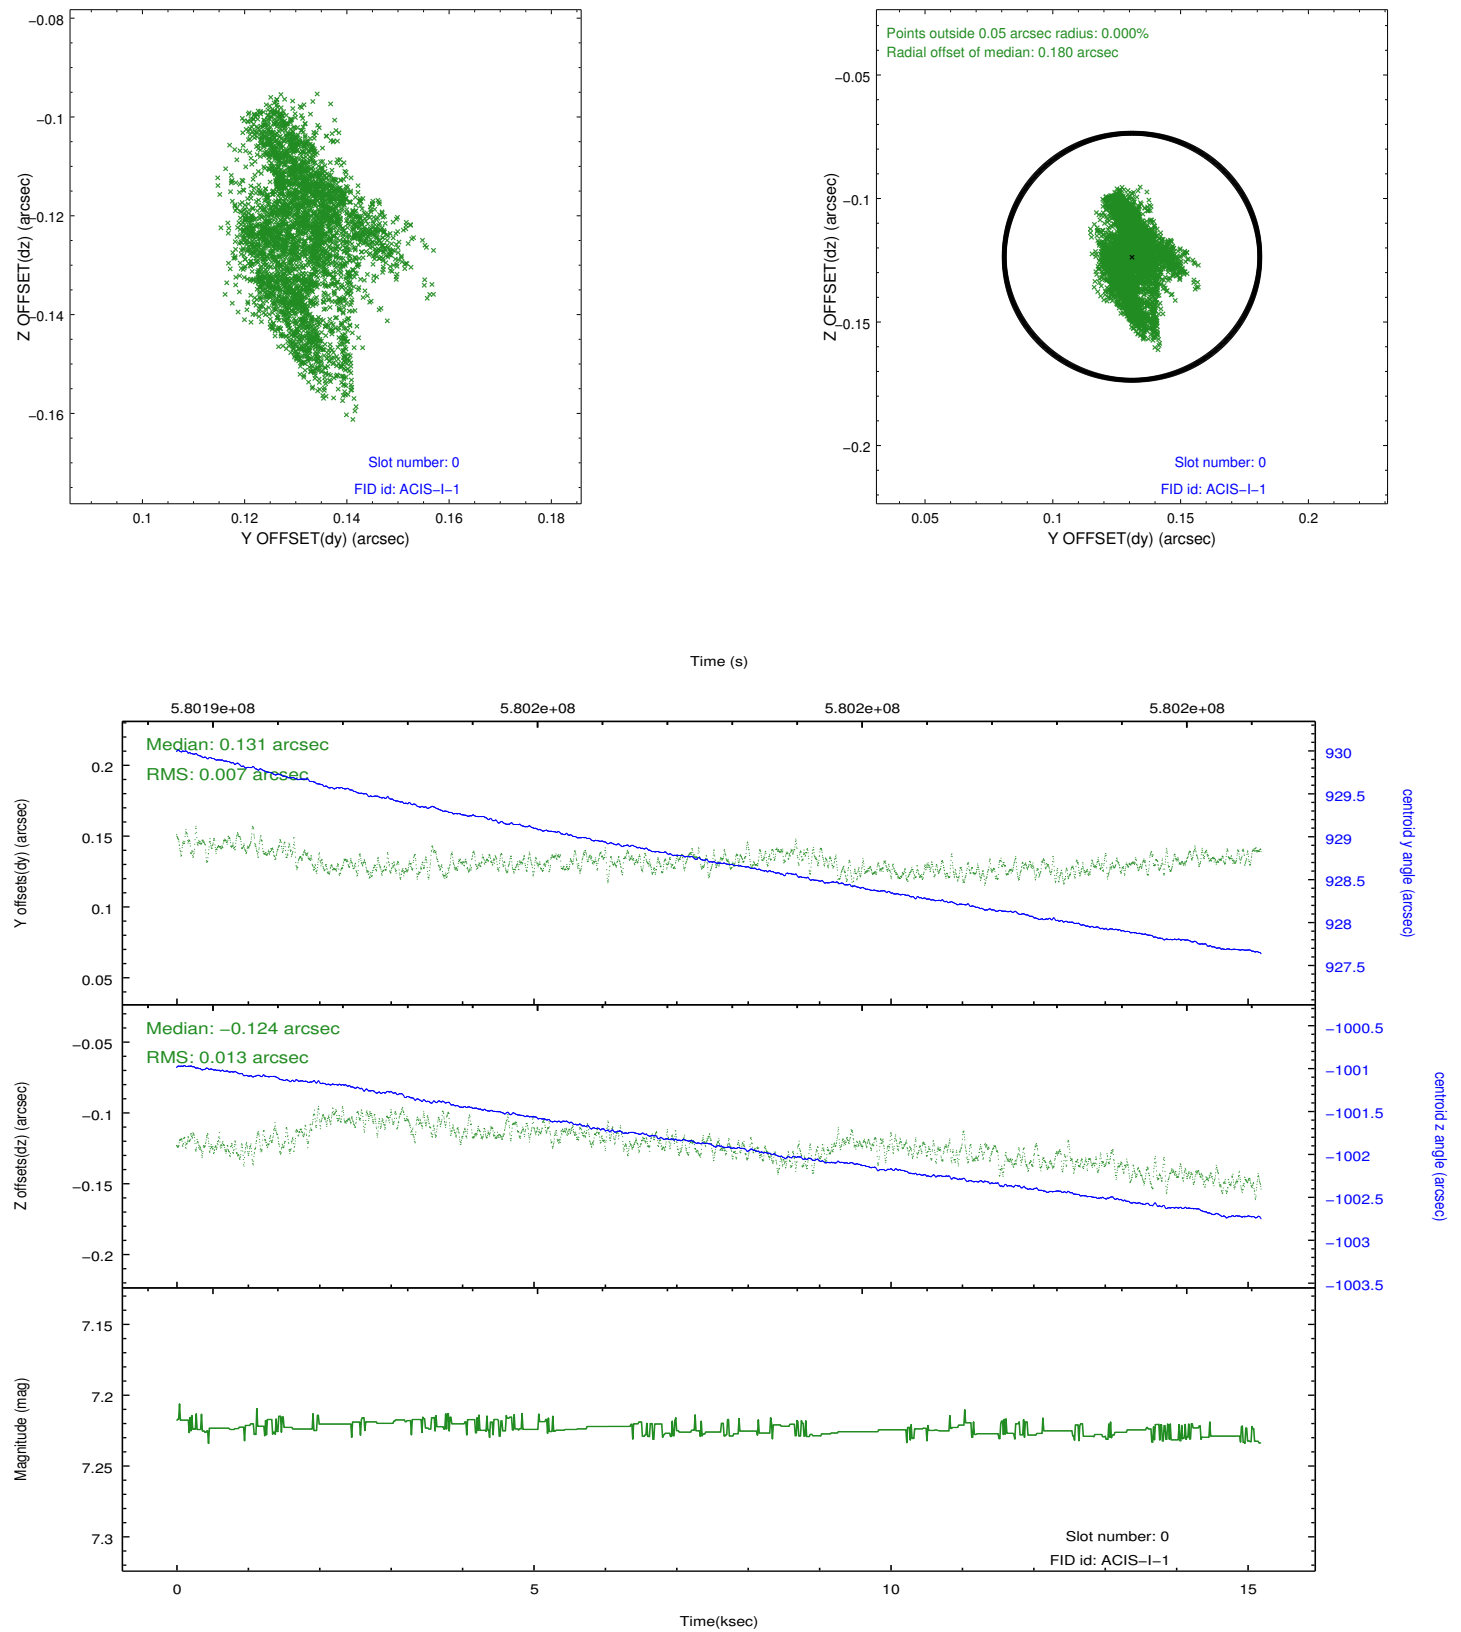 −0.08
−0.1
−0.12
−0.14
−0.16
Z OFFSET(dz) (arcsec)
Slot number: 0
FID id: ACIS−I−1
0.1 0.12 0.14 0.16 0.18
Y OFFSET(dy) (arcsec)
Points outside 0.05 arcsec radius: 0.000%
Radial offset of median: 0.180 arcsec
−0.05
−0.1
−0.15
−0.2
Z OFFSET(dz) (arcsec)
Slot number: 0
FID id: ACIS−I−1
0.05 0.1 0.15 0.2
Y OFFSET(dy) (arcsec)
Time (s)
5.8019e+08 5.802e+08 5.802e+08 5.802e+08
Median: 0.131 arcsec
RMS: 0.007 arcsec
0.2
0.15
0.1
0.05
Y offsets(dy) (arcsec)
930
929.5
929
928.5
928
927.5
centroid y angle (arcsec)
Median: −0.124 arcsec
RMS: 0.013 arcsec
−0.05
−0.1
−0.15
−0.2
Z offsets(dz) (arcsec)
−1000.5
−1001
−1001.5
−1002
−1002.5
−1003
−1003.5
centroid z angle (arcsec)
7.15
7.2
7.25
7.3
Magnitude (mag)
Slot number: 0
FID id: ACIS−I−1
0 5 10 15
Time(ksec)